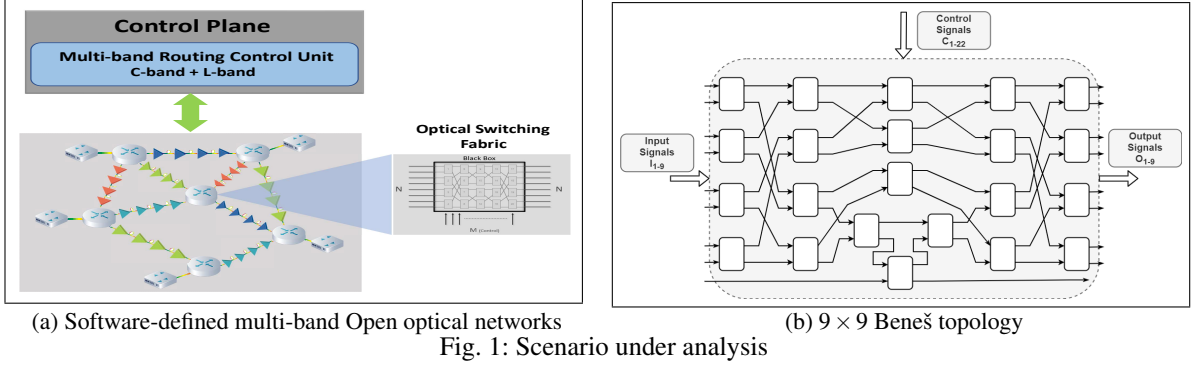 Control Plane
Multi-band Routing Control Unit
C-band + L-band
Optical Switching
Fabric
Black Box
N
N
M (Control)
(a) Software-defined multi-band Open optical networks
Control
Signals
C1-22
Input
Signals
I1-9
Output
Signals
O1-9
(b) 9 × 9 Beneš topology
Fig. 1: Scenario under analysis